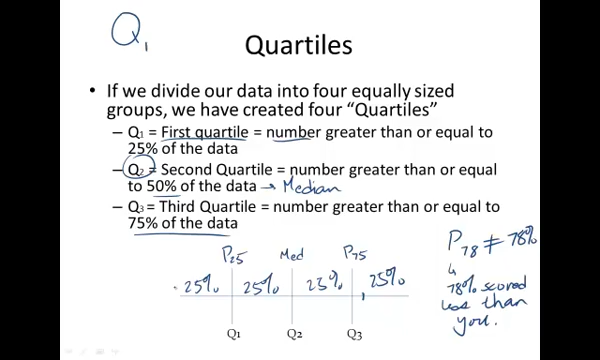 Q1
Quartiles
• If we divide our data into four equally sized
groups, we have created four “Quartiles”
– Q1 = First quartile = number greater than or equal to
25% of the data
– Q2 = Second Quartile = number greater than or equal
to 50% of the data → Median
– Q3 = Third Quartile = number greater than or equal to
75% of the data
P25 Med P75
25% 25% 25% 25%
Q1 Q2 Q3
P78 ≠ 78%
↳
78% scored
less than
you.